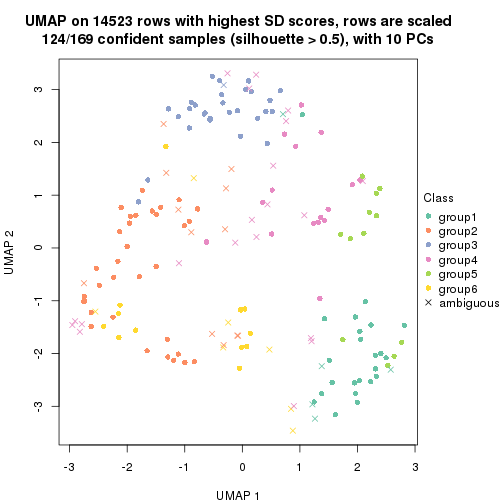 UMAP on 14523 rows with highest SD scores, rows are scaled
124/169 confident samples (silhouette > 0.5), with 10 PCs
3
2
1
0
-1
-2
-3
UMAP 2
-3
-2
-1
0
1
2
3
UMAP 1
Class
group1
group2
group3
group4
group5
group6
ambiguous